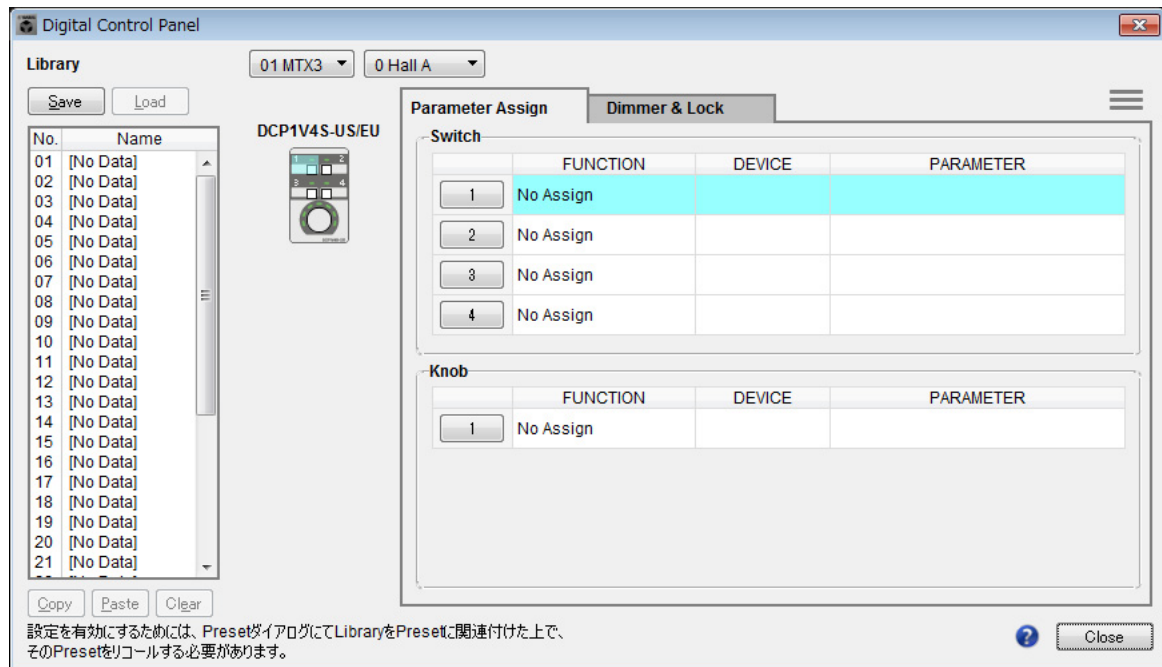 Digital Control Panel
Library
01 MTX3
0 Hall A
Save
Load
Parameter Assign
Dimmer & Lock
No. Name
01 [No Data]
02 [No Data]
03 [No Data]
04 [No Data]
05 [No Data]
06 [No Data]
07 [No Data]
08 [No Data]
09 [No Data]
10 [No Data]
11 [No Data]
12 [No Data]
13 [No Data]
14 [No Data]
15 [No Data]
16 [No Data]
17 [No Data]
18 [No Data]
19 [No Data]
20 [No Data]
21 [No Data]
Copy
Paste
Clear
DCP1V4S-US/EU
1 2
3 4
Switch
FUNCTION DEVICE PARAMETER
1 No Assign
2 No Assign
3 No Assign
4 No Assign
Knob
FUNCTION DEVICE PARAMETER
1 No Assign
設定を有効にするためには、PresetダイアログにてLibraryをPresetに関連付けた上で、
そのPresetをリコールする必要があります。
?
Close